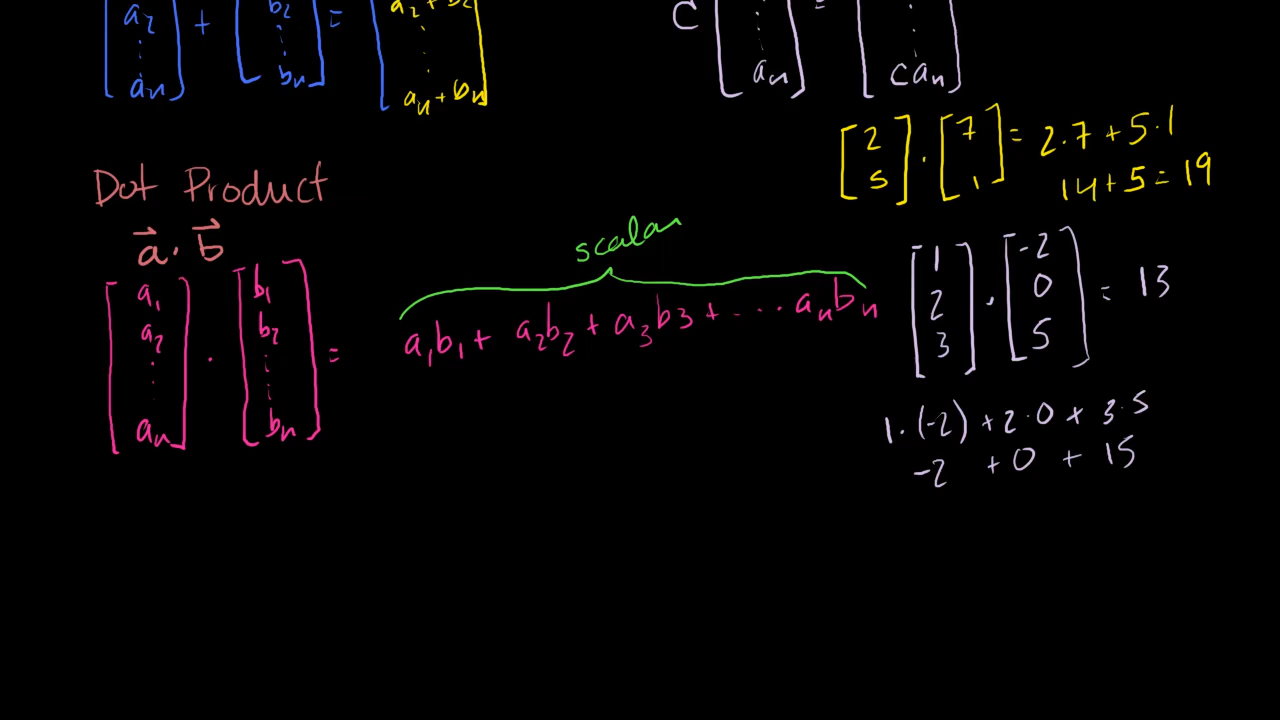 [a₂ ⋮ aₙ] + [b₂ ⋮ bₙ] = [a₂+b₂ ⋮ aₙ+bₙ]
c [⋮ aₙ] = [⋮ caₙ]
[2 5] · [7 1] = 2·7 + 5·1
14+5=19
Dot Product
a⃗ · b⃗
scalar
[a₁ a₂ ⋮ aₙ] · [b₁ b₂ ⋮ bₙ] = a₁b₁ + a₂b₂ + a₃b3 + ···· aₙbₙ
[1 2 3] · [-2 0 5] = 13
1·(-2) +2·0 + 3·5
-2 +0 + 15